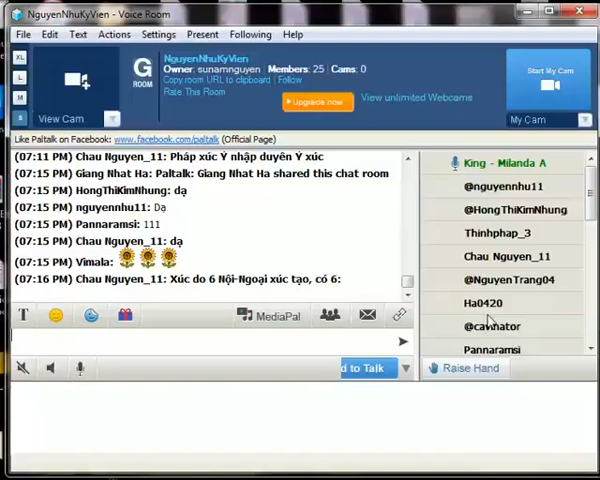 NguyenNhuKyVien - Voice Room
File Edit Text Actions Settings Present Following Help
XL
L
M
S
View Cam
G
ROOM
NguyenNhuKyVien
Owner: sunamnguyen Members: 25 Cams: 0
Copy room URL to clipboard Follow
Rate This Room
Upgrade now
View unlimited Webcams
Start My Cam
My Cam
Like Paltalk on Facebook: www.facebook.com/paltalk (Official Page)
(07:11 PM) Chau Nguyen_11: Pháp xúc Ý nhập duyên Ý xúc
(07:15 PM) Giang Nhat Ha: Paltalk: Giang Nhat Ha shared this chat room
(07:15 PM) HongThiKimNhung: dạ
(07:15 PM) nguyennhu11: Dạ
(07:15 PM) Pannaramsi: 111
(07:15 PM) Chau Nguyen_11: dạ
(07:15 PM) Vimala:
(07:16 PM) Chau Nguyen_11: Xúc do 6 Nội-Ngoại xúc tạo, có 6:
King - Milanda A
@nguyennhu11
@HongThiKimNhung
Thinhphap_3
Chau Nguyen_11
@NguyenTrang04
Ha0420
Pannaramsi
T
MediaPal
d to Talk
Raise Hand